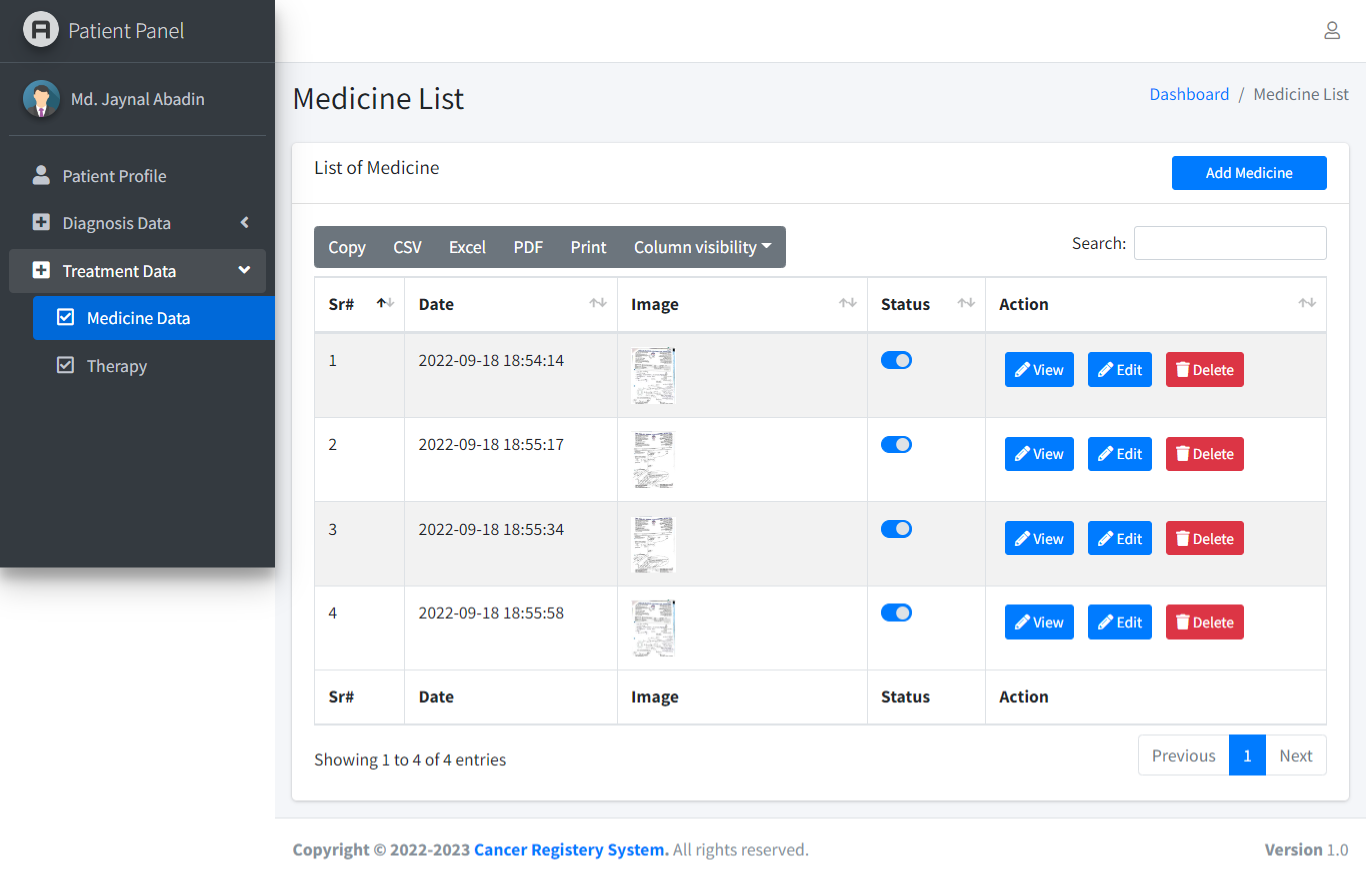 Patient Panel
Md. Jaynal Abadin
Patient Profile
Diagnosis Data
Treatment Data
Medicine Data
Therapy
Medicine List
Dashboard / Medicine List
List of Medicine
Add Medicine
Copy CSV Excel PDF Print Column visibility
Search:
Sr# Date Image Status Action
1 2022-09-18 18:54:14 View Edit Delete
2 2022-09-18 18:55:17 View Edit Delete
3 2022-09-18 18:55:34 View Edit Delete
4 2022-09-18 18:55:58 View Edit Delete
Sr# Date Image Status Action
Showing 1 to 4 of 4 entries
Previous 1 Next
Copyright © 2022-2023 Cancer Registery System. All rights reserved.
Version 1.0